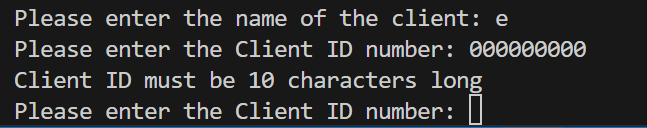 Please enter the name of the client: e
Please enter the Client ID number: 000000000
Client ID must be 10 characters long
Please enter the Client ID number: